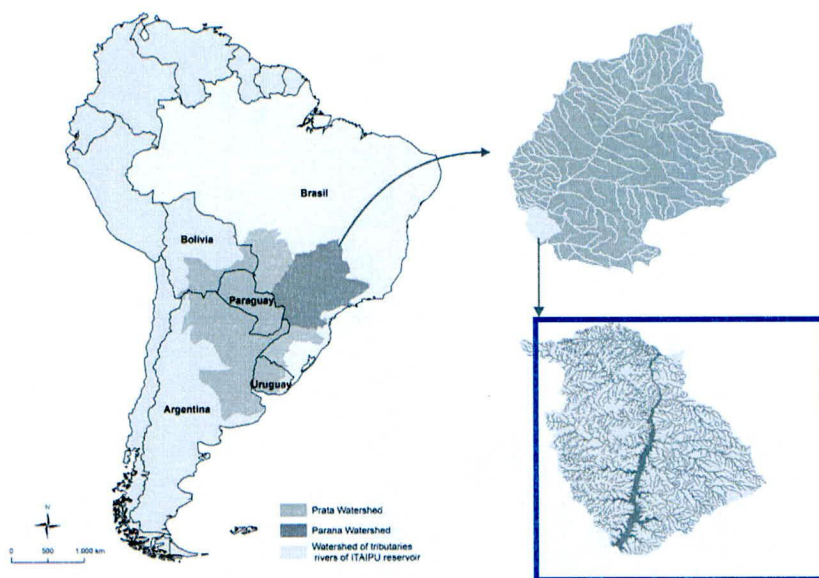 Brasil
Bolivia
Paraguay
Uruguay
Argentina
N
0 500 1.000 km
Prata Watershed
Parana Watershed
Watershed of tributaries
rivers of ITAIPU reservoir